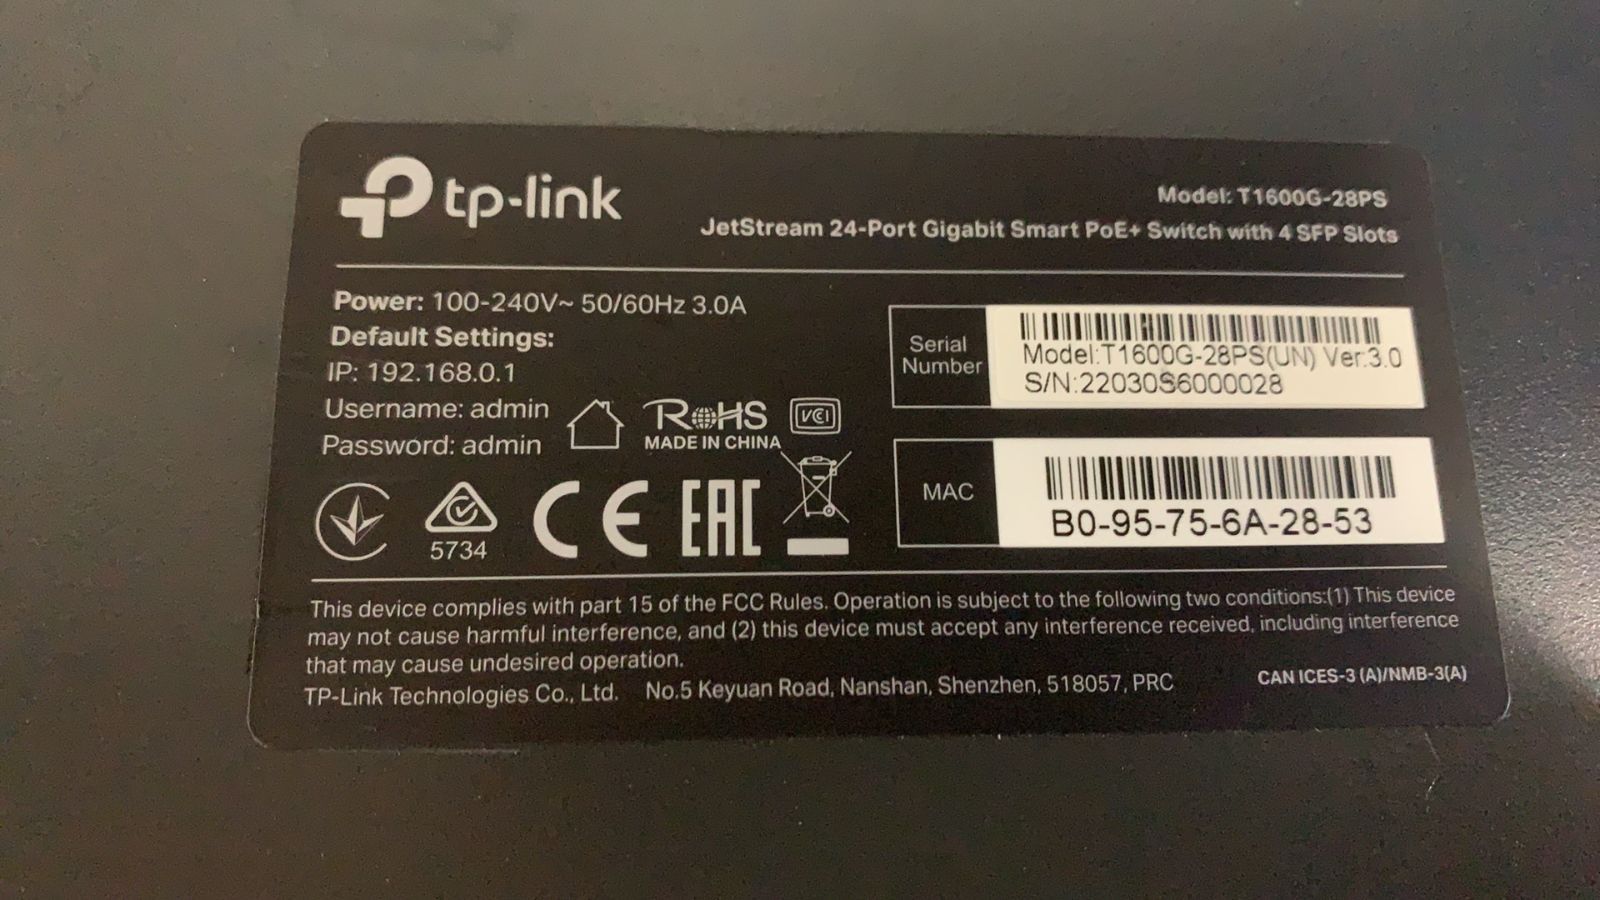 tp-link
Model: T1600G-28PS
JetStream 24-Port Gigabit Smart PoE+ Switch with 4 SFP Slots
Power: 100-240V~ 50/60Hz 3.0A
Default Settings:
IP: 192.168.0.1
Username: admin
Password: admin
RoHS
MADE IN CHINA
VCCI
5734
CE
EAC
Serial
Number
Model:T1600G-28PS(UN) Ver:3.0
S/N:22030S6000028
MAC
B0-95-75-6A-28-53
This device complies with part 15 of the FCC Rules. Operation is subject to the following two conditions:(1) This device
may not cause harmful interference, and (2) this device must accept any interference received, including interference
that may cause undesired operation.
TP-Link Technologies Co., Ltd. No.5 Keyuan Road, Nanshan, Shenzhen, 518057, PRC
CAN ICES-3 (A)/NMB-3(A)